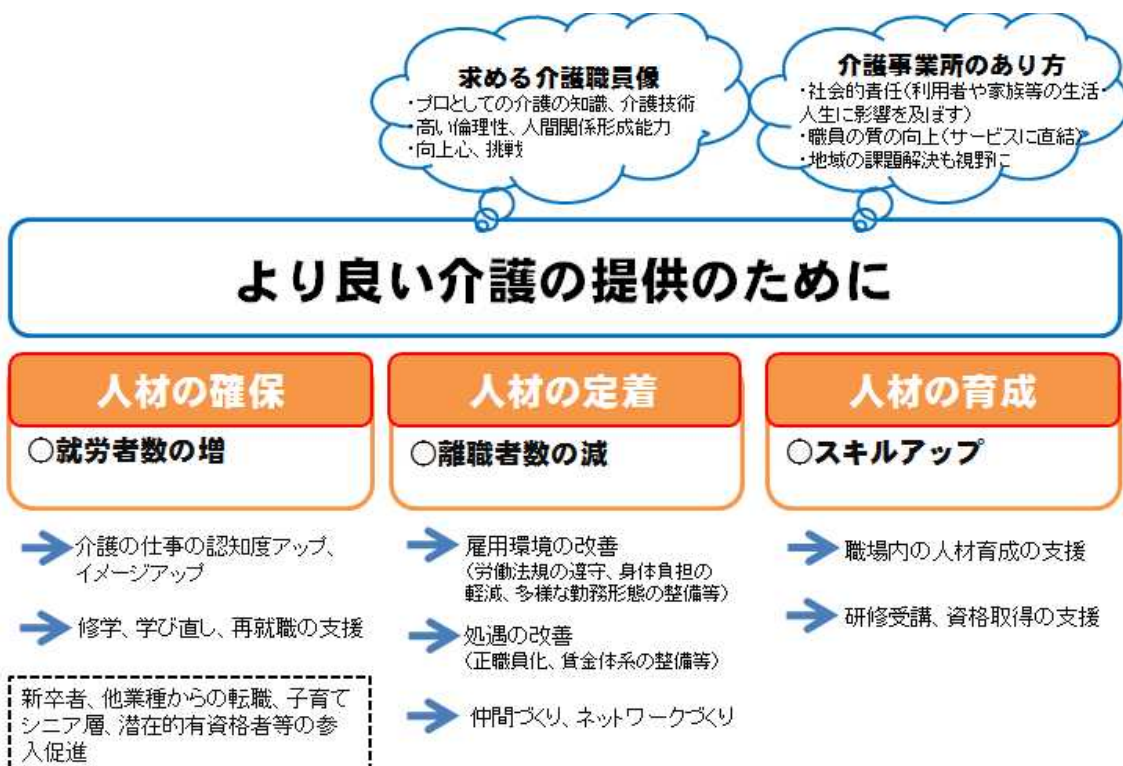 求める介護職員像
・プロとしての介護の知識、介護技術
・高い倫理性、人間関係形成能力
・向上心、挑戦
介護事業所のあり方
・社会的責任(利用者や家族等の生活・
人生に影響を及ぼす)
・職員の質の向上(サービスに直結)
・地域の課題解決も視野に
より良い介護の提供のために
人材の確保
○就労者数の増
➔介護の仕事の認知度アップ、
イメージアップ
➔修学、学び直し、再就職の支援
新卒者、他業種からの転職、子育て
シニア層、潜在的有資格者等の参
入促進
人材の定着
○離職者数の減
➔雇用環境の改善
(労働法規の遵守、身体負担の
軽減、多様な勤務形態の整備等)
➔処遇の改善
(正職員化、賃金体系の整備等)
➔仲間づくり、ネットワークづくり
人材の育成
○スキルアップ
➔職場内の人材育成の支援
➔研修受講、資格取得の支援